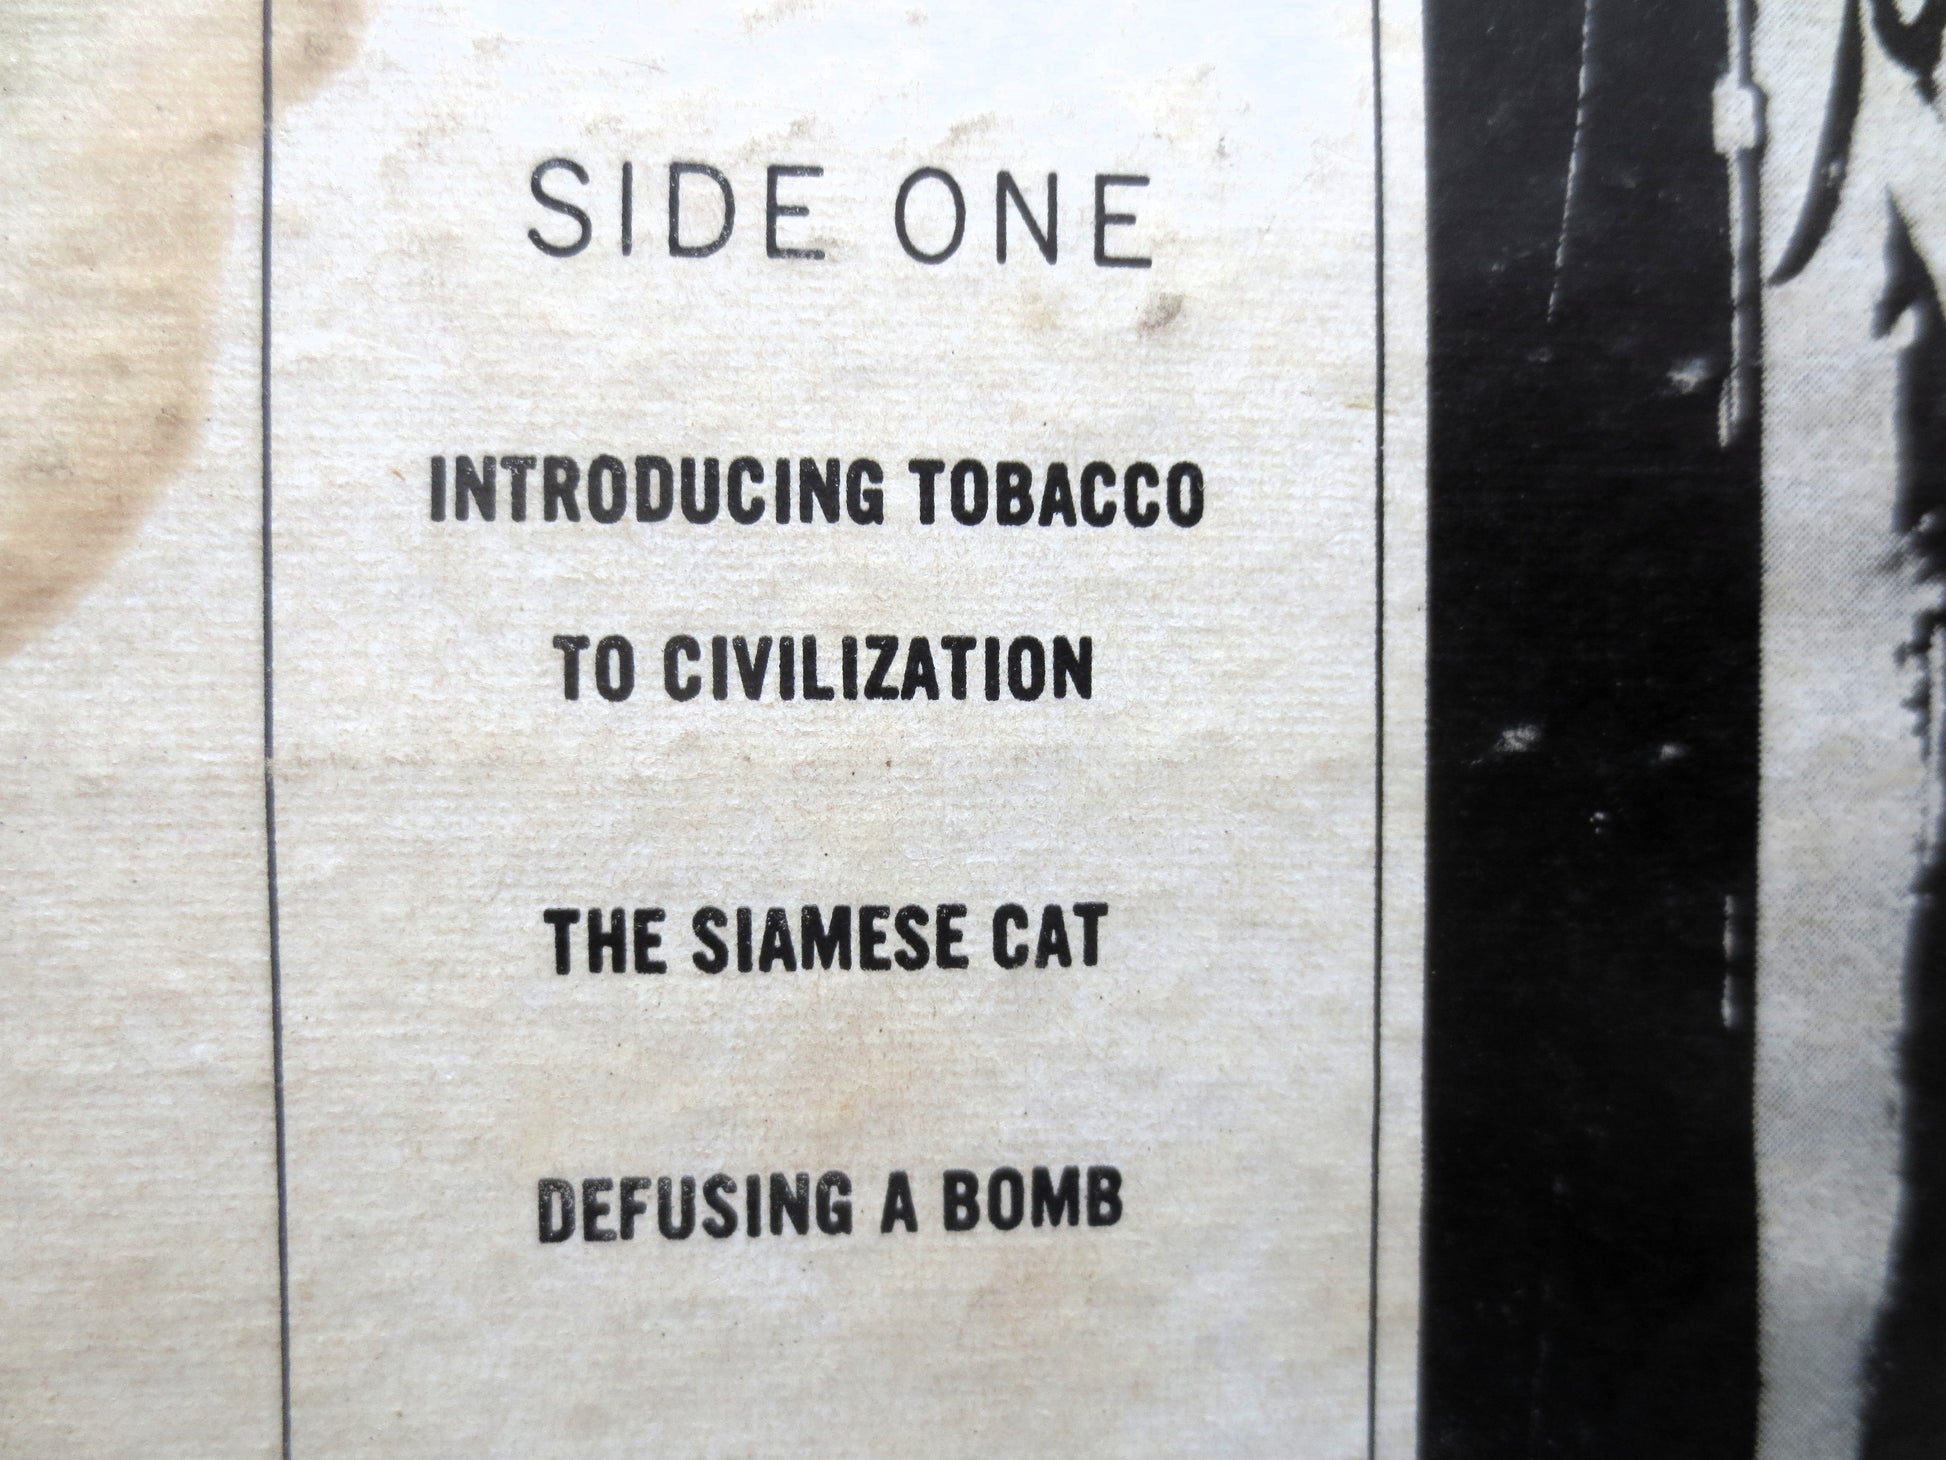 SIDE ONE
INTRODUCING TOBACCO
TO CIVILIZATION
THE SIAMESE CAT
DEFUSING A BOMB